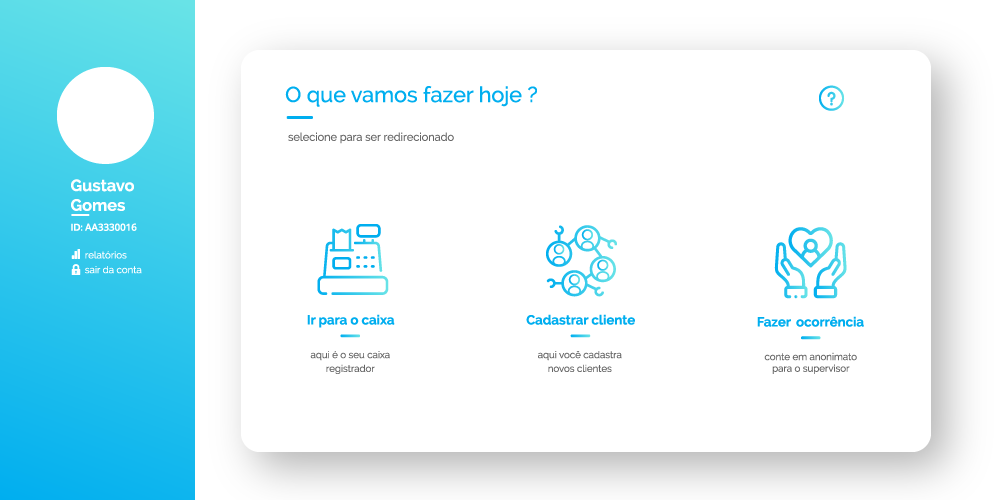 Gustavo
Gomes
ID: AA3330016
relatórios
sair da conta
O que vamos fazer hoje ?
?
selecione para ser redirecionado
Ir para o caixa
aqui é o seu caixa
registrador
Cadastrar cliente
aqui você cadastra
novos clientes
Fazer ocorrência
conte em anonimato
para o supervisor